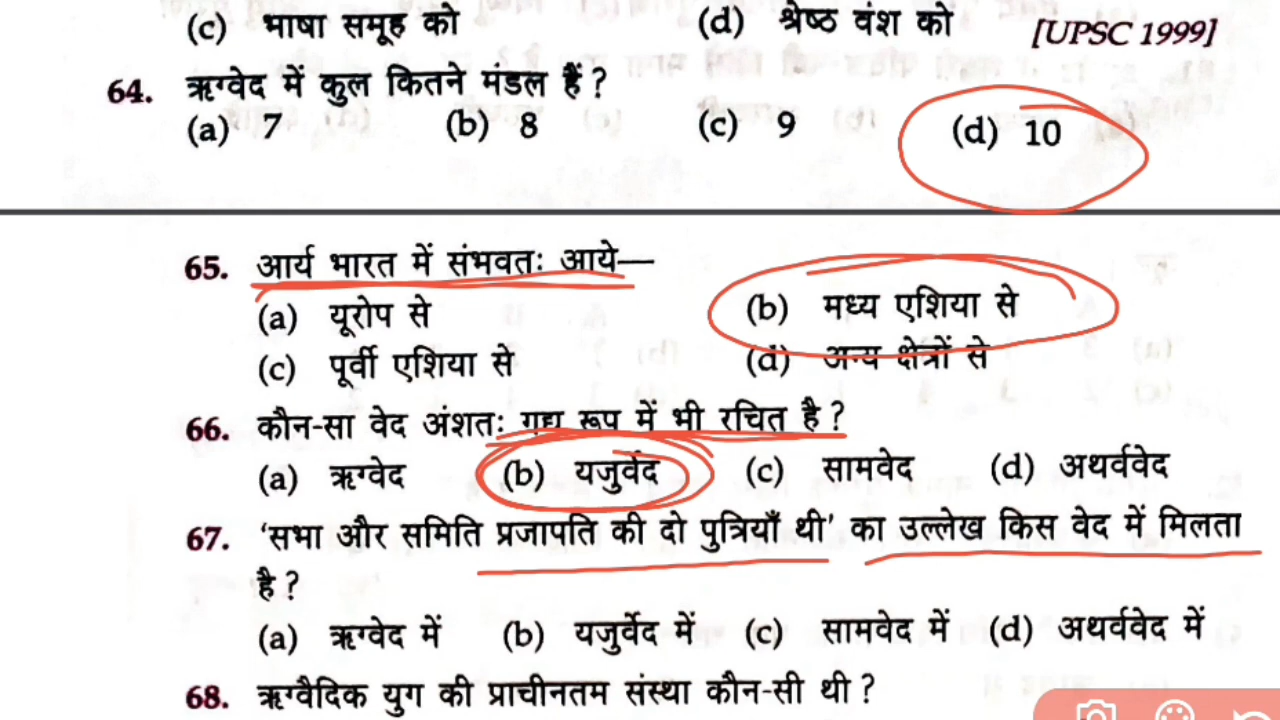 (c) भाषा समूह को (d) श्रेष्ठ वंश को [UPSC 1999]
64. ऋग्वेद में कुल कितने मंडल हैं ?
(a) 7 (b) 8 (c) 9 (d) 10
65. आर्य भारत में संभवतः आये—
(a) यूरोप से (b) मध्य एशिया से
(c) पूर्वी एशिया से (d) अन्य क्षेत्रों से
66. कौन-सा वेद अंशतः गद्य रूप में भी रचित है ?
(a) ऋग्वेद (b) यजुर्वेद (c) सामवेद (d) अथर्ववेद
67. ‘सभा और समिति प्रजापति की दो पुत्रियाँ थी’ का उल्लेख किस वेद में मिलता
है ?
(a) ऋग्वेद में (b) यजुर्वेद में (c) सामवेद में (d) अथर्ववेद में
68. ऋग्वैदिक युग की प्राचीनतम संस्था कौन-सी थी ?